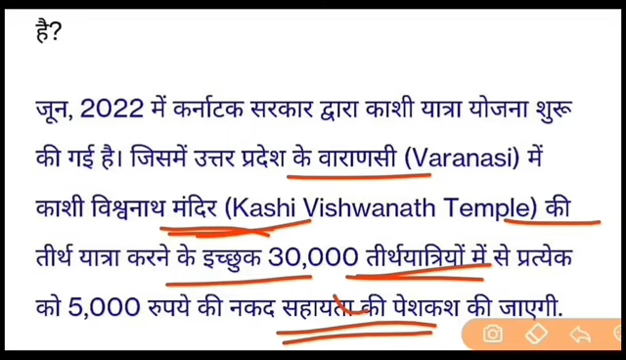 है?
जून, 2022 में कर्नाटक सरकार द्वारा काशी यात्रा योजना शुरू
की गई है। जिसमें उत्तर प्रदेश के वाराणसी (Varanasi) में
काशी विश्वनाथ मंदिर (Kashi Vishwanath Temple) की
तीर्थ यात्रा करने के इच्छुक 30,000 तीर्थयात्रियों में से प्रत्येक
को 5,000 रुपये की नकद सहायता की पेशकश की जाएगी.